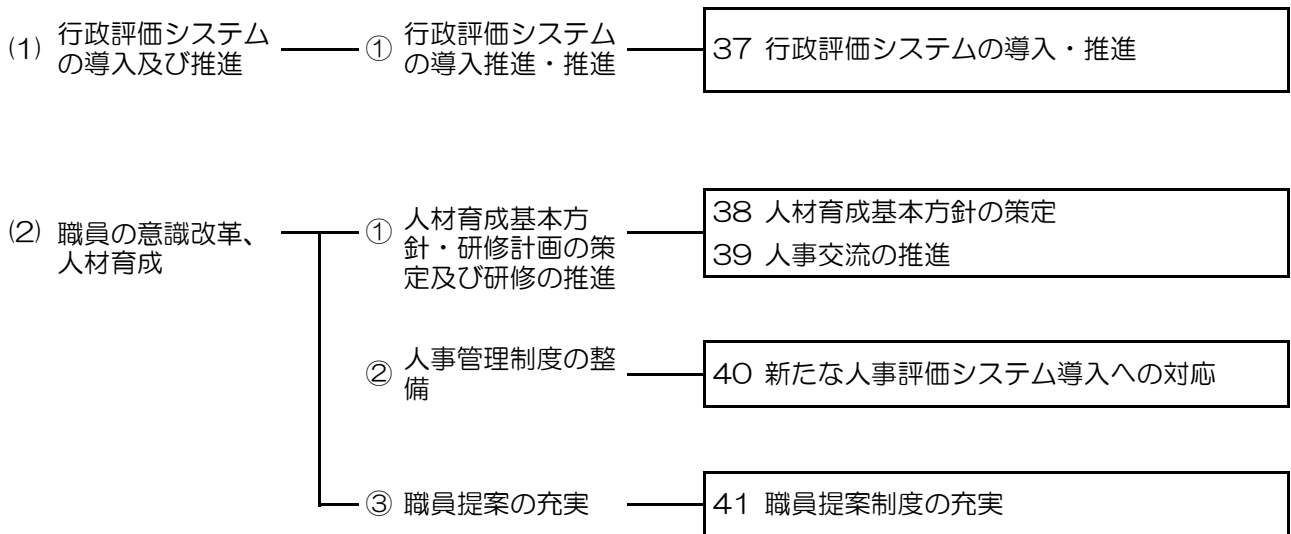 ⑴ 行政評価システム
の導入及び推進
① 行政評価システム
の導入推進・推進
37 行政評価システムの導入・推進
⑵ 職員の意識改革、
人材育成
① 人材育成基本方
針・研修計画の策
定及び研修の推進
38 人材育成基本方針の策定
39 人事交流の推進
② 人事管理制度の整
備
40 新たな人事評価システム導入への対応
③ 職員提案の充実
41 職員提案制度の充実